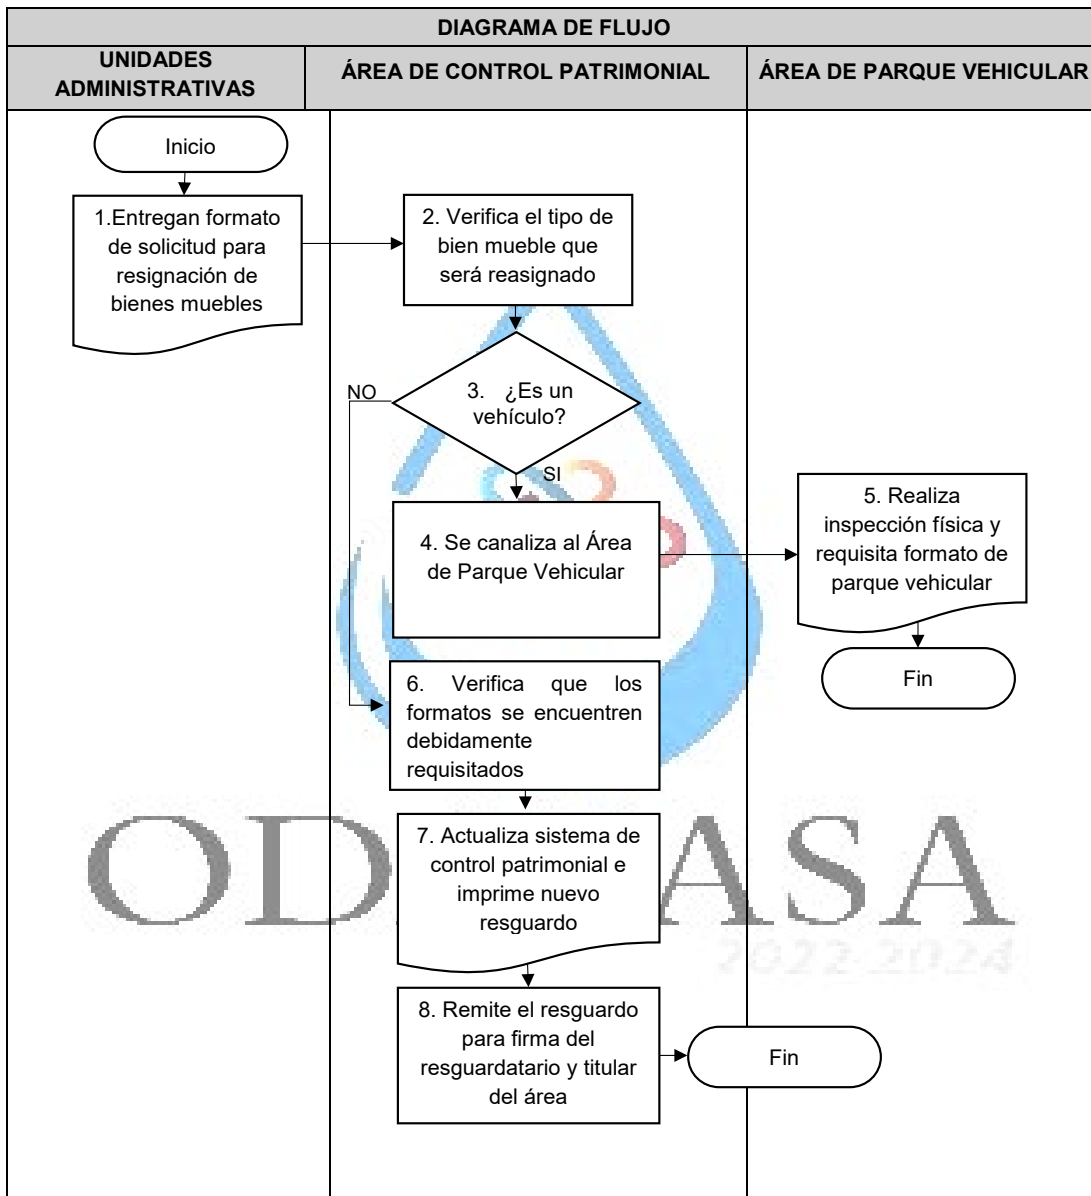 DIAGRAMA DE FLUJO
UNIDADES
ADMINISTRATIVAS
ÁREA DE CONTROL PATRIMONIAL
ÁREA DE PARQUE VEHICULAR
Inicio
1.Entregan formato
de solicitud para
resignación de
bienes muebles
2. Verifica el tipo de
bien mueble que
será reasignado
3. ¿Es un
vehículo?
NO
SI
4. Se canaliza al Área
de Parque Vehicular
5. Realiza
inspección física y
requisita formato de
parque vehicular
Fin
6. Verifica que los
formatos se encuentren
debidamente
requisitados
7. Actualiza sistema de
control patrimonial e
imprime nuevo
resguardo
8. Remite el resguardo
para firma del
resguardatario y titular
del área
Fin
2022-2024